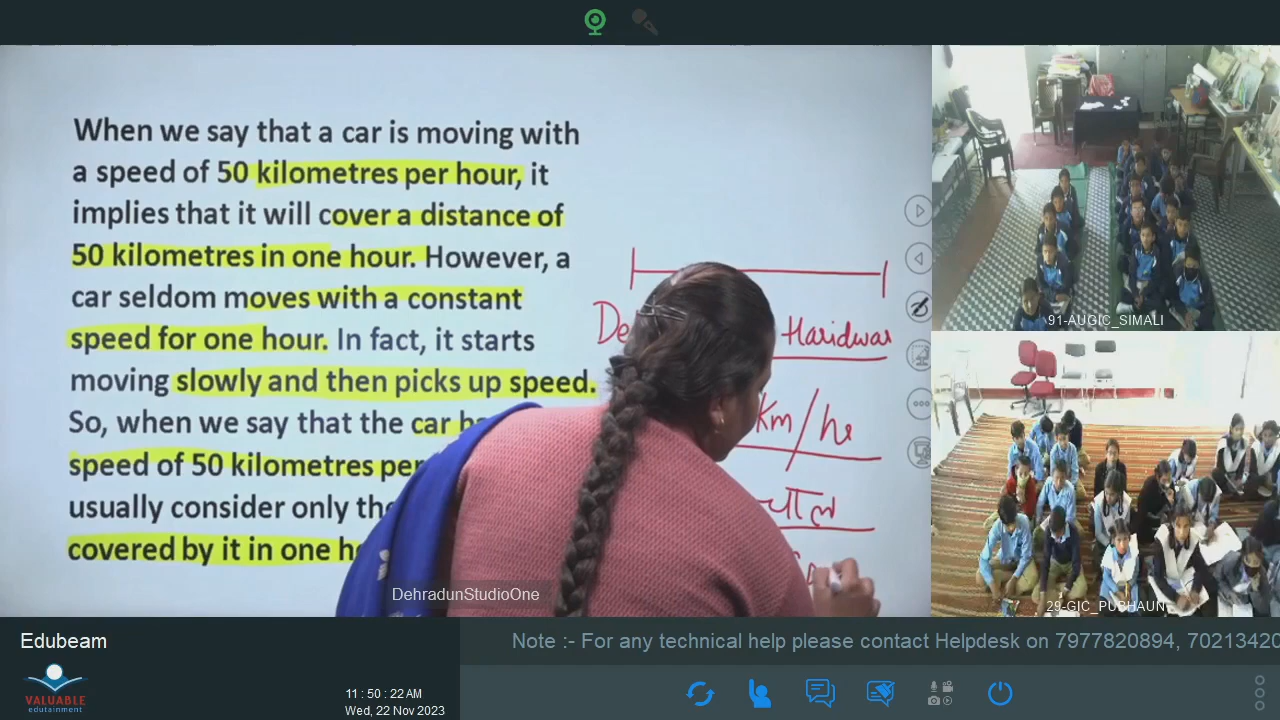 When we say that a car is moving with
a speed of 50 kilometres per hour, it
implies that it will cover a distance of
50 kilometres in one hour. However, a
car seldom moves with a constant
speed for one hour. In fact, it starts
moving slowly and then picks up speed.
So, when we say that the car
speed of 50 kilometres per
usually consider only the
covered by it in one
Haridwar
km/hr
DehradunStudioOne
91-AUGIC_SIMALI
29-GIC_PUBHAUN
Edubeam
VALUABLE
edutainment
11 : 50 : 22 AM
Wed, 22 Nov 2023
Note :- For any technical help please contact Helpdesk on 7977820894, 70213420